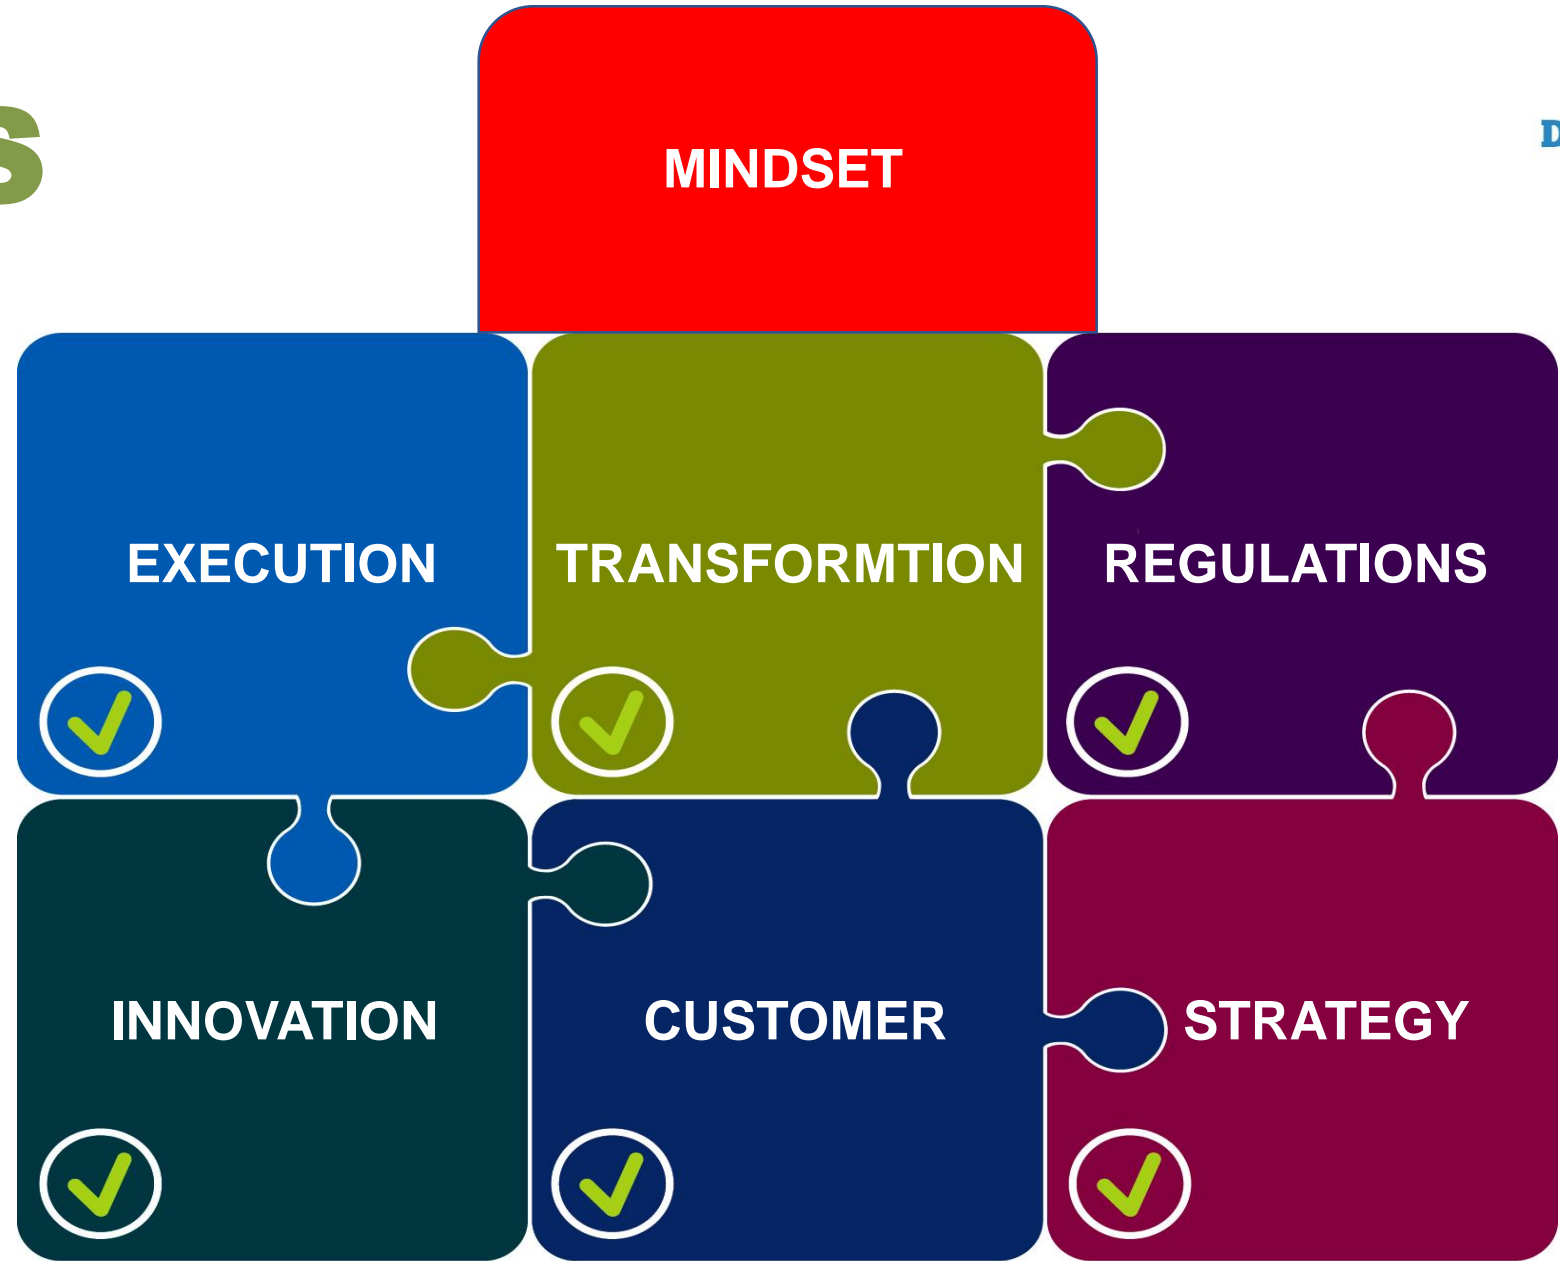 s
D
MINDSET
EXECUTION
TRANSFORMTION
REGULATIONS
INNOVATION
CUSTOMER
STRATEGY